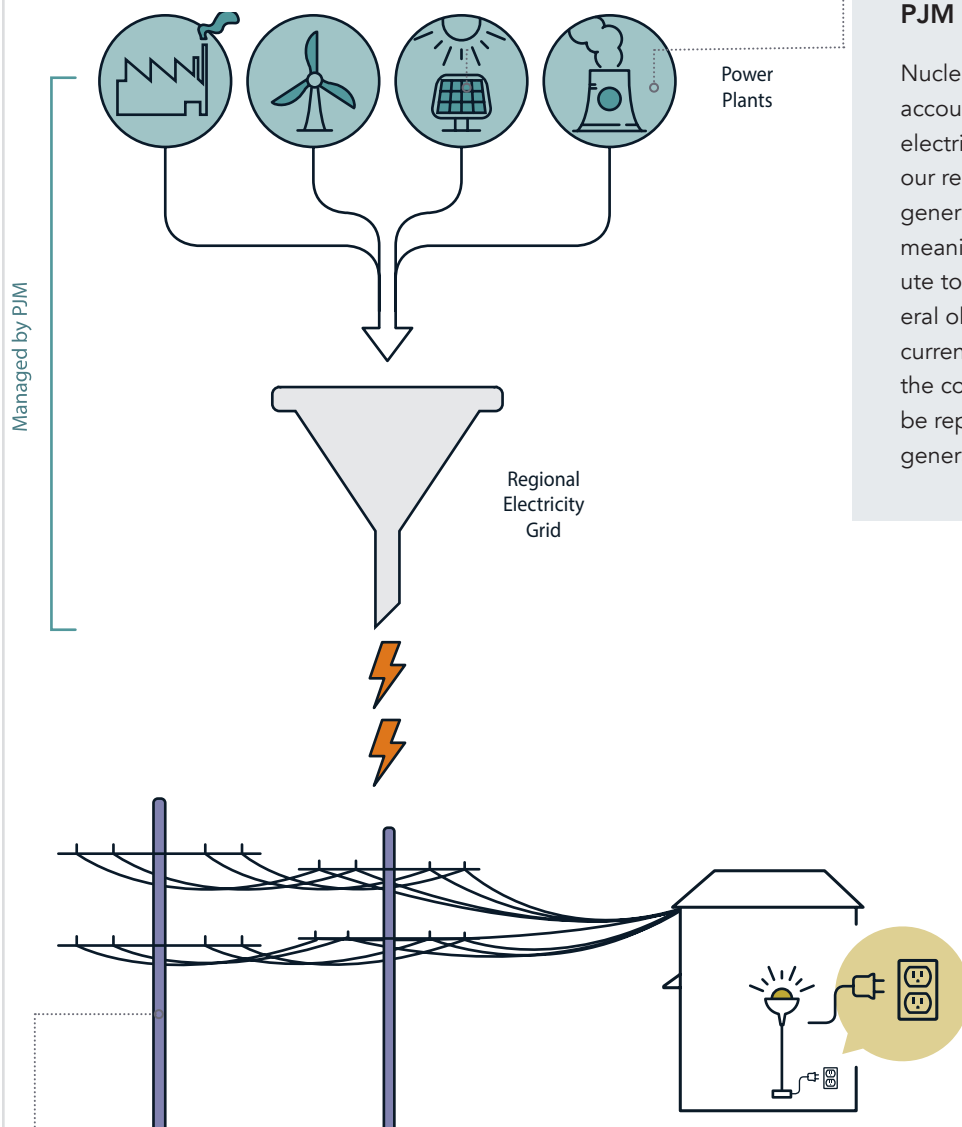 Power
Plants
Managed by PJM
Regional
Electricity
Grid
PJM
Nucle
accou
electri
our re
gener
meani
ute to
eral ol
curren
the co
be rep
gener